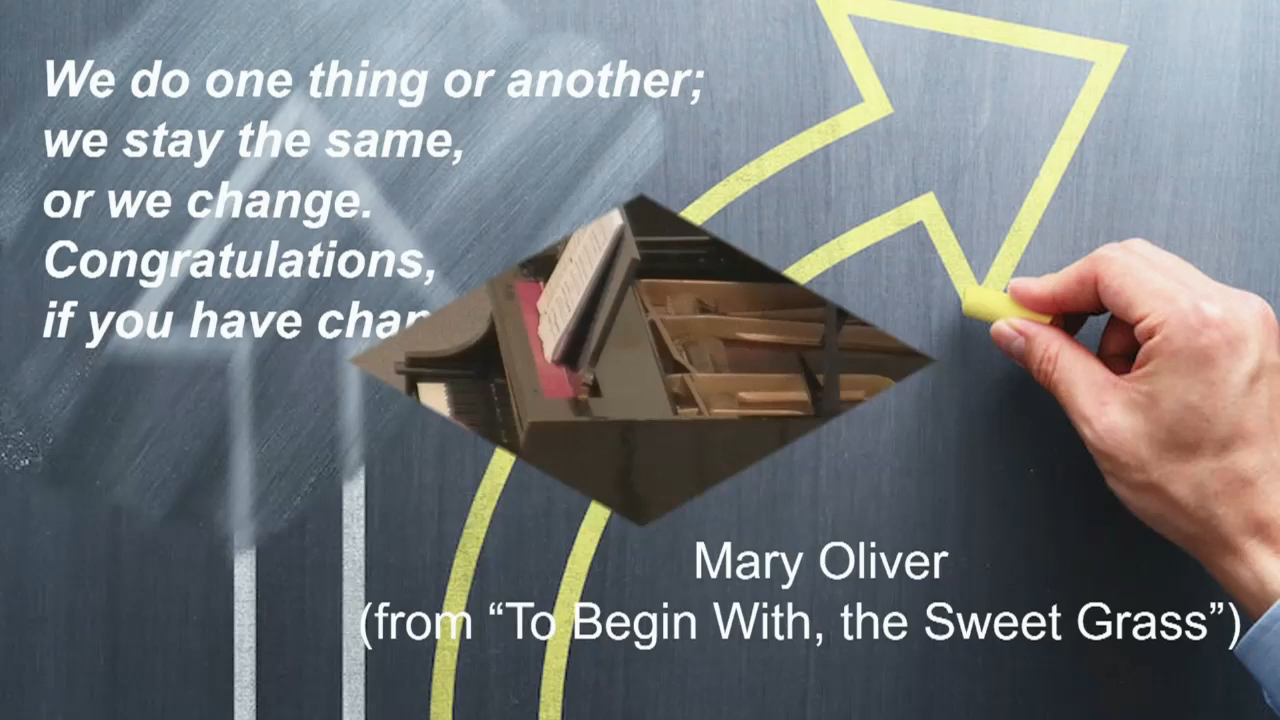 We do one thing or another;
we stay the same,
or we change.
Congratulations,
if you have
Mary Oliver
(from “To Begin With, the Sweet Grass”)